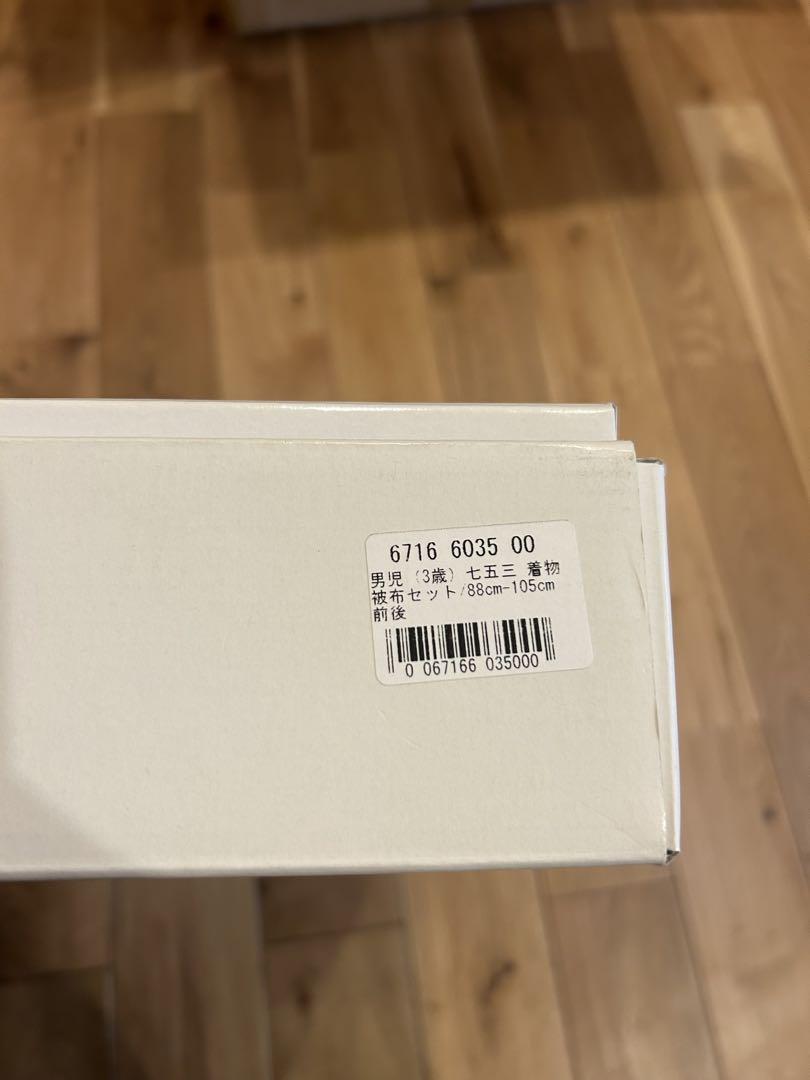 6716 6035 00
男児（3歳）七五三 着物
被布セット/88cm-105cm
前後
0 067166 035000